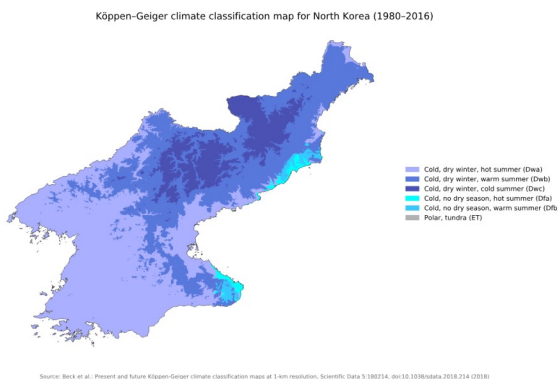 Köppen–Geiger climate classification map for North Korea (1980–2016)
Cold, dry winter, hot summer (Dwa)
Cold, dry winter, warm summer (Dwb)
Cold, dry winter, cold summer (Dwc)
Cold, no dry season, hot summer (Dfa)
Cold, no dry season, warm summer (Dfb
Polar, tundra (ET)
Source: Beck et al.: Present and future Köppen-Geiger climate classification maps at 1-km resolution, Scientific Data 5:180214, doi:10.1038/sdata.2018.214 (2018)